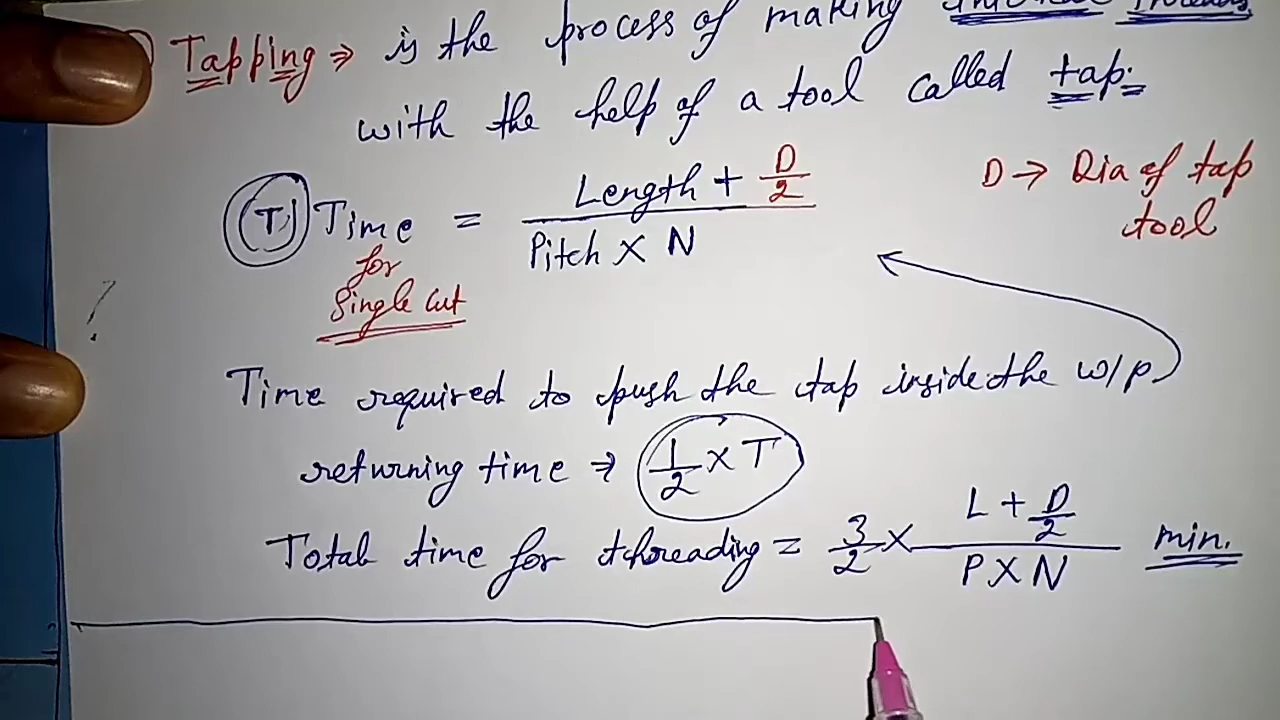 Tapping ⇒ is the process of making internal threads
with the help of a tool called tap.
D → Dia of tap tool
(T) Time = Length + D/2 / Pitch X N
for
Single cut
Time required to push the tap inside the w/p
returning time ⇒ 1/2 X T
Total time for threading = 3/2 X L + D/2 / P X N min.